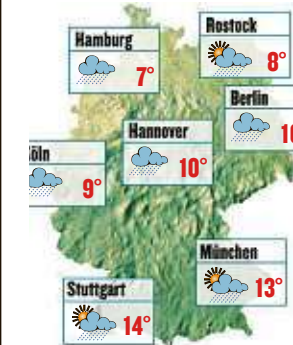 Rostock
8°
Hamburg
7°
Berlin
Hannover
10°
öln
9°
München
13°
Stuttgart
14°